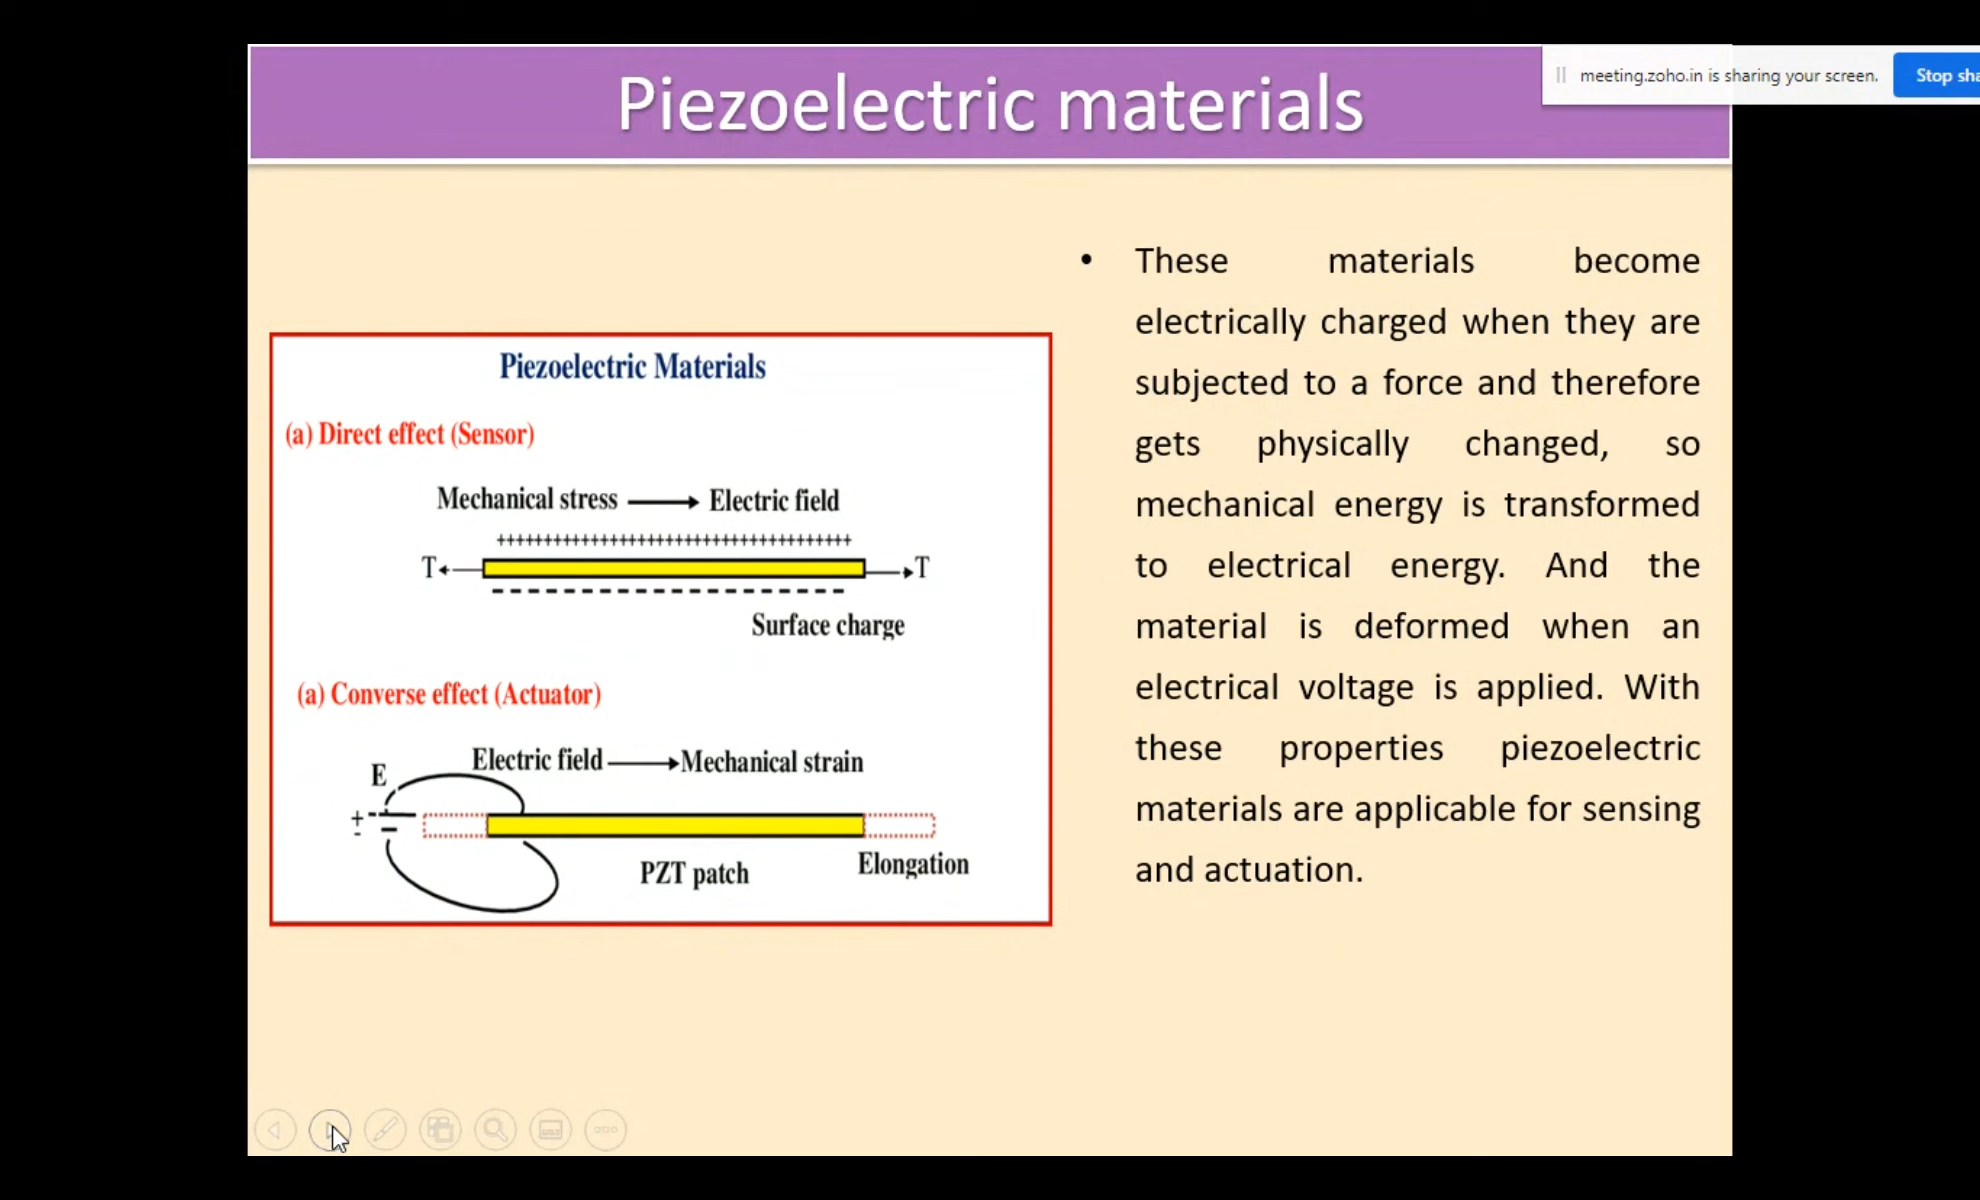 Piezoelectric materials
meeting.zoho.in is sharing your screen.
Piezoelectric Materials
(a) Direct effect (Sensor)
Mechanical stress Electric field
+++++++++++++++++++++++++++++++++++++++
T T
Surface charge
(a) Converse effect (Actuator)
Electric field Mechanical strain
E
+
-
PZT patch
Elongation
• These materials become
electrically charged when they are
subjected to a force and therefore
gets physically changed, so
mechanical energy is transformed
to electrical energy. And the
material is deformed when an
electrical voltage is applied. With
these properties piezoelectric
materials are applicable for sensing
and actuation.